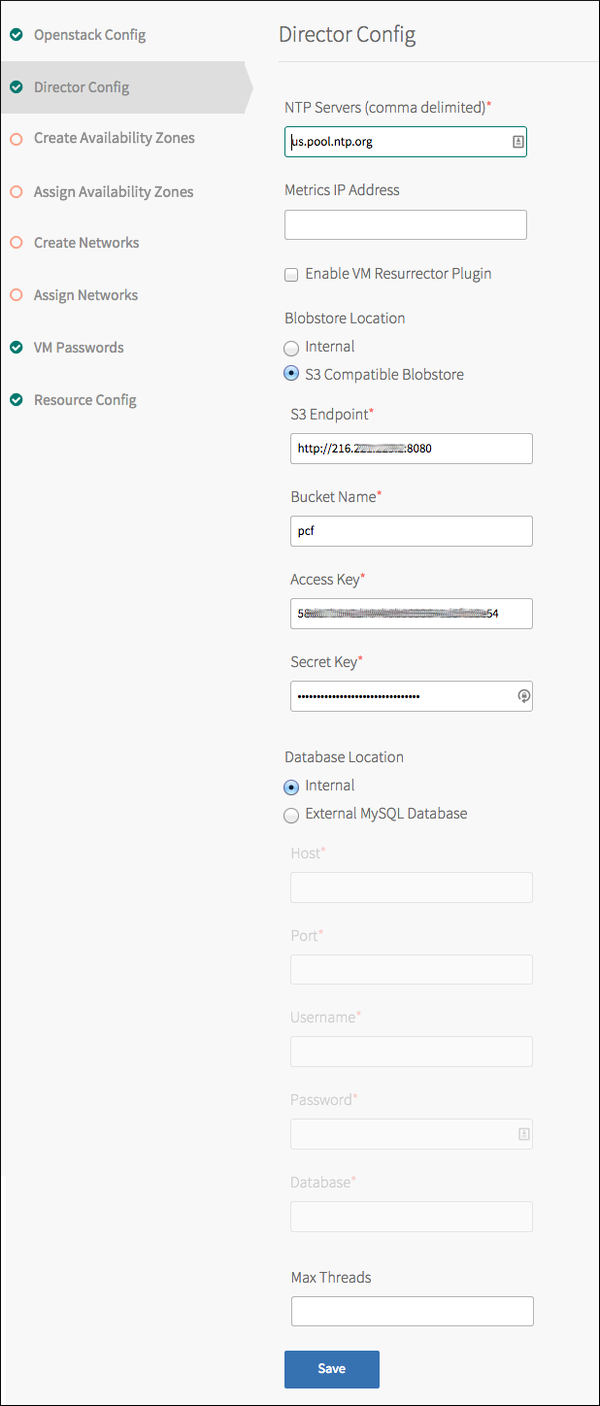 Openstack Config
Director Config
Create Availability Zones
Assign Availability Zones
Create Networks
Assign Networks
VM Passwords
Resource Config
Director Config
NTP Servers (comma delimited)*
us.pool.ntp.org
Metrics IP Address
Enable VM Resurrector Plugin
Blobstore Location
Internal
S3 Compatible Blobstore
S3 Endpoint*
http://216. :8080
Bucket Name*
pcf
Access Key*
58 54
Secret Key*
Database Location
Internal
External MySQL Database
Host*
Port*
Username*
Password*
Database*
Max Threads
Save